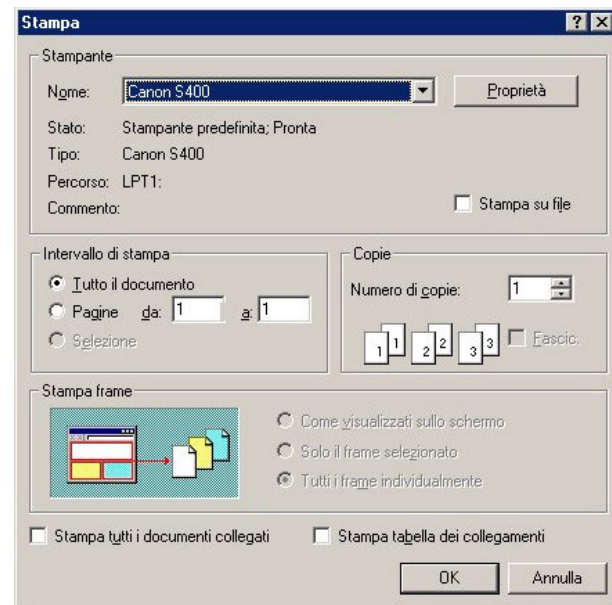 Stampa
Stampante
Nome: Canon S400 Proprietà
Stato: Stampante predefinita; Pronta
Tipo: Canon S400
Percorso: LPT1:
Commento: Stampa su file
Intervallo di stampa
Tutto il documento
Pagine da: 1 a: 1
Selezione
Copie
Numero di copie: 1
1 1 2 2 3 3 Fascic.
Stampa frame
Come visualizzati sullo schermo
Solo il frame selezionato
Tutti i frame individualmente
Stampa tutti i documenti collegati Stampa tabella dei collegamenti
OK Annulla